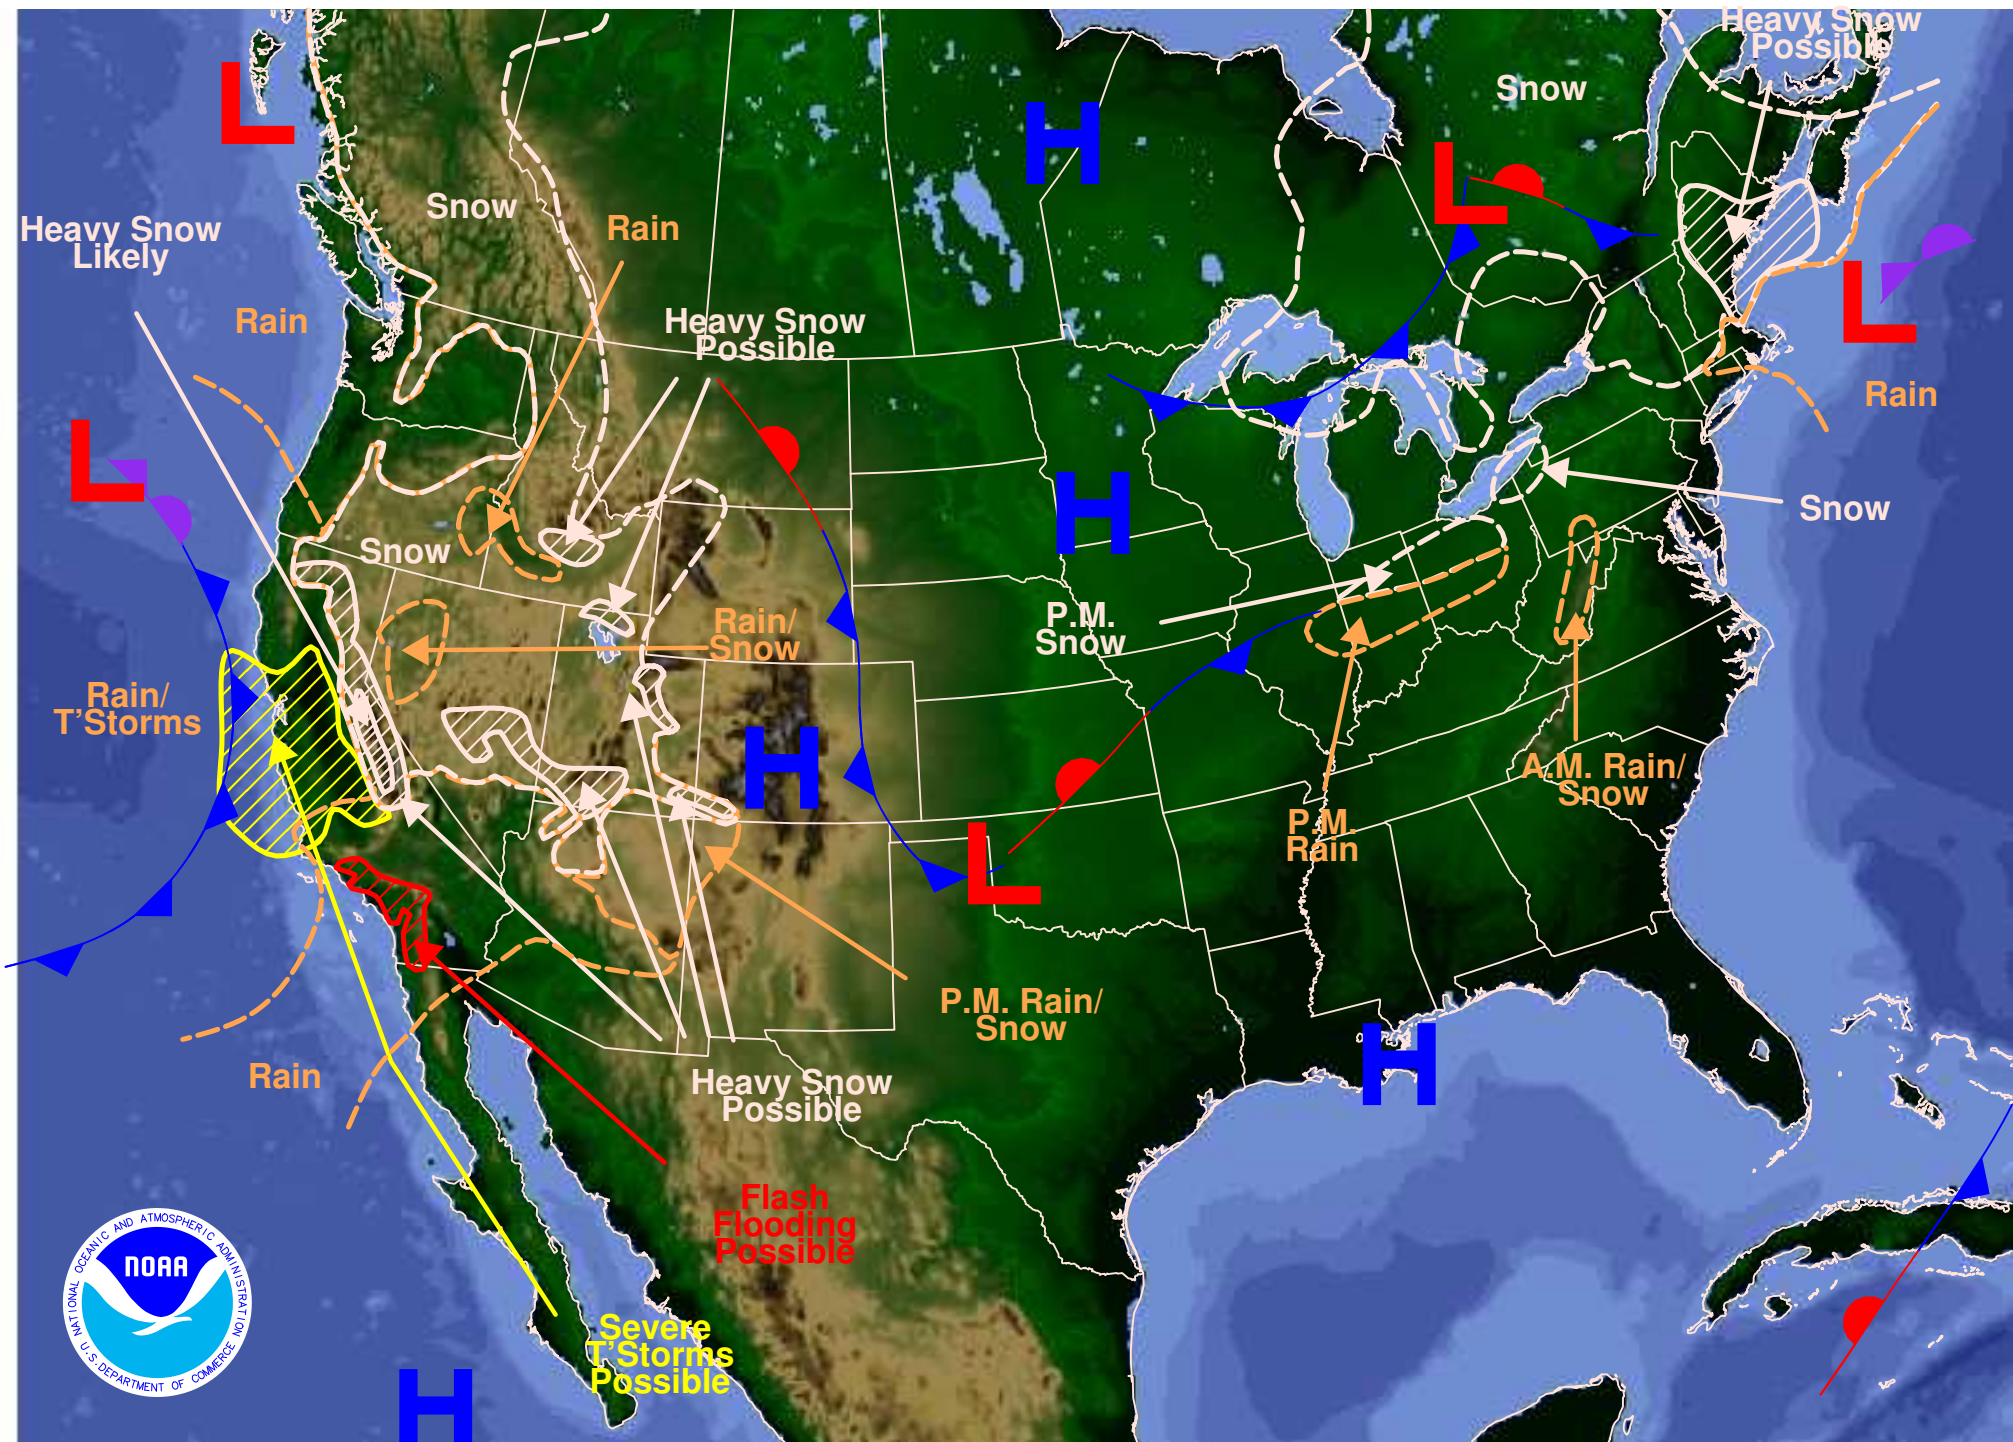 Heavy Snow
Possible
L
Snow
H
L
Snow
Rain
Heavy Snow
Likely
L
Rain
Heavy Snow
Possible
Rain
L
H
Snow
Snow
P.M.
Snow
Rain/
Snow
Rain/
T'Storms
H
A.M. Rain/
Snow
P.M.
Rain
L
P.M. Rain/
Snow
Rain
H
Heavy Snow
Possible
Flash
Flooding
Possible
Severe
T'Storms
Possible
H
NATIONAL OCEANIC AND ATMOSPHERIC ADMINISTRATION
NOAA
U.S. DEPARTMENT OF COMMERCE